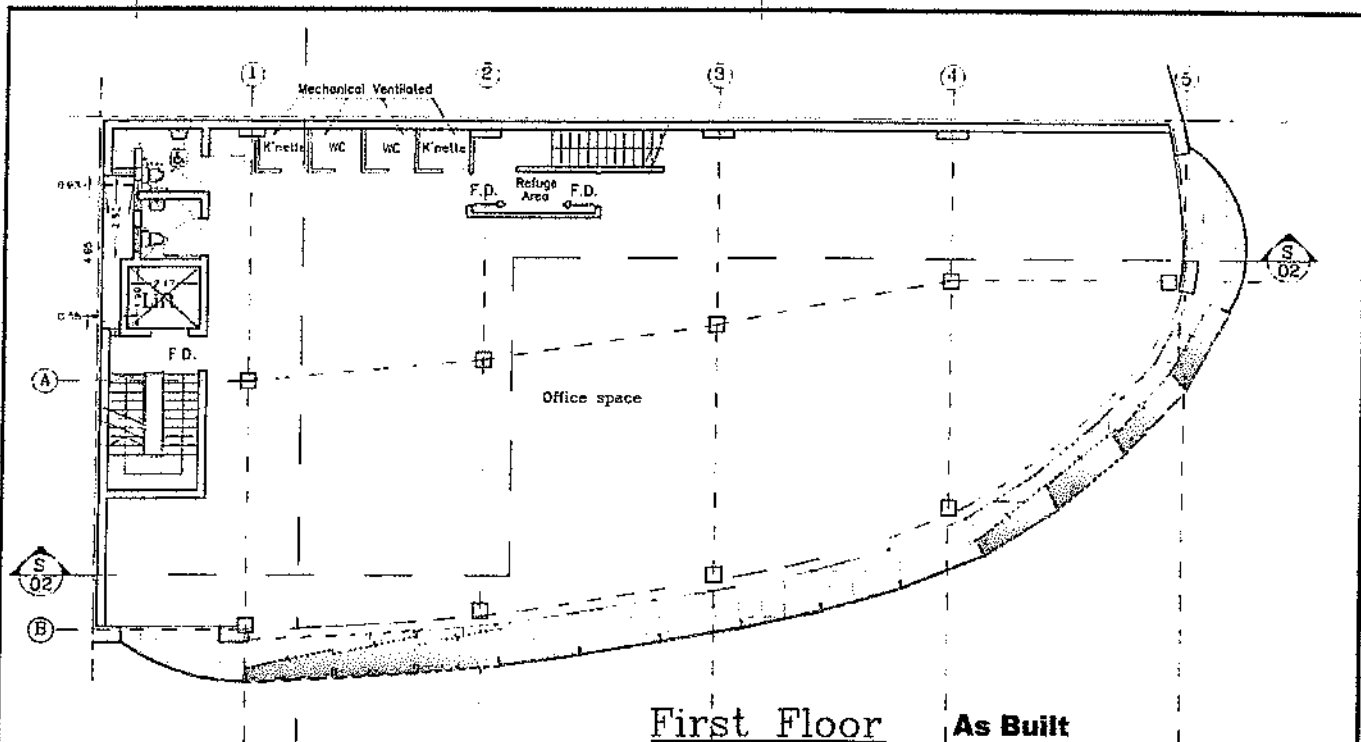 1
2
3
4
5
Mechanical Ventilated
K'nette
WC
WC
K'nette
F.D.
Refuge
Area
F.D.
S
02
Lift
F.D.
A
Office space
S
02
B
First Floor
As Built